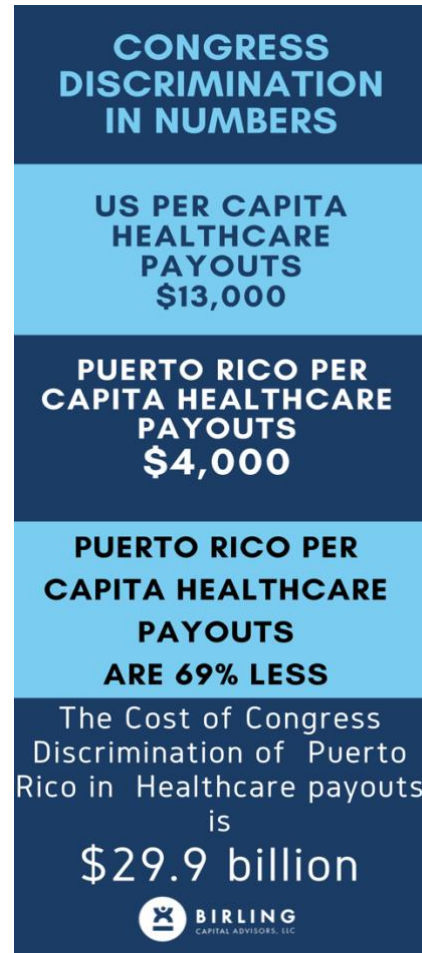 CONGRESS
DISCRIMINATION
IN NUMBERS
US PER CAPITA
HEALTHCARE
PAYOUTS
$13,000
PUERTO RICO PER
CAPITA HEALTHCARE
PAYOUTS
$4,000
PUERTO RICO PER
CAPITA HEALTHCARE
PAYOUTS
ARE 69% LESS
The Cost of Congress
Discrimination of Puerto
Rico in Healthcare payouts
is
$29.9 billion
BIRLING
CAPITAL ADVISORS, LLC